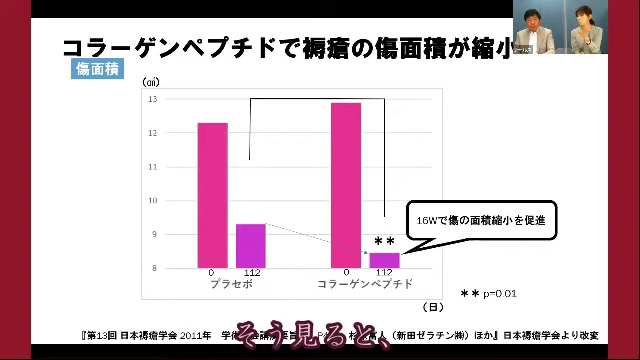 コラーゲンペプチドで褥瘡の傷面積が縮小
傷面積
(㎠)
13
12
11
10
9
8
0
112
0
112
プラセボ
コラーゲンペプチド
(日)
＊＊
16Wで傷の面積縮小を促進
＊＊ p=0.01
『第13回 日本褥瘡学会 2011年 学術
(新田ゼラチン㈱)ほか』日本褥瘡学会より改変
そう見ると、